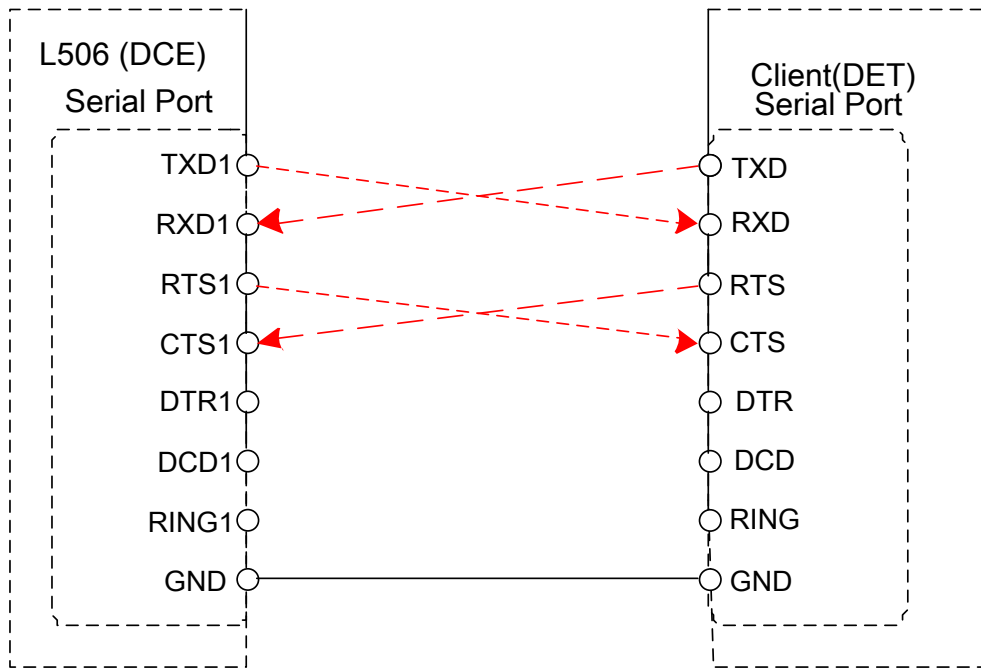 L506 (DCE)
Serial Port
TXD1
RXD1
RTS1
CTS1
DTR1
DCD1
RING1
GND
Client(DET)
Serial Port
TXD
RXD
RTS
CTS
DTR
DCD
RING
GND